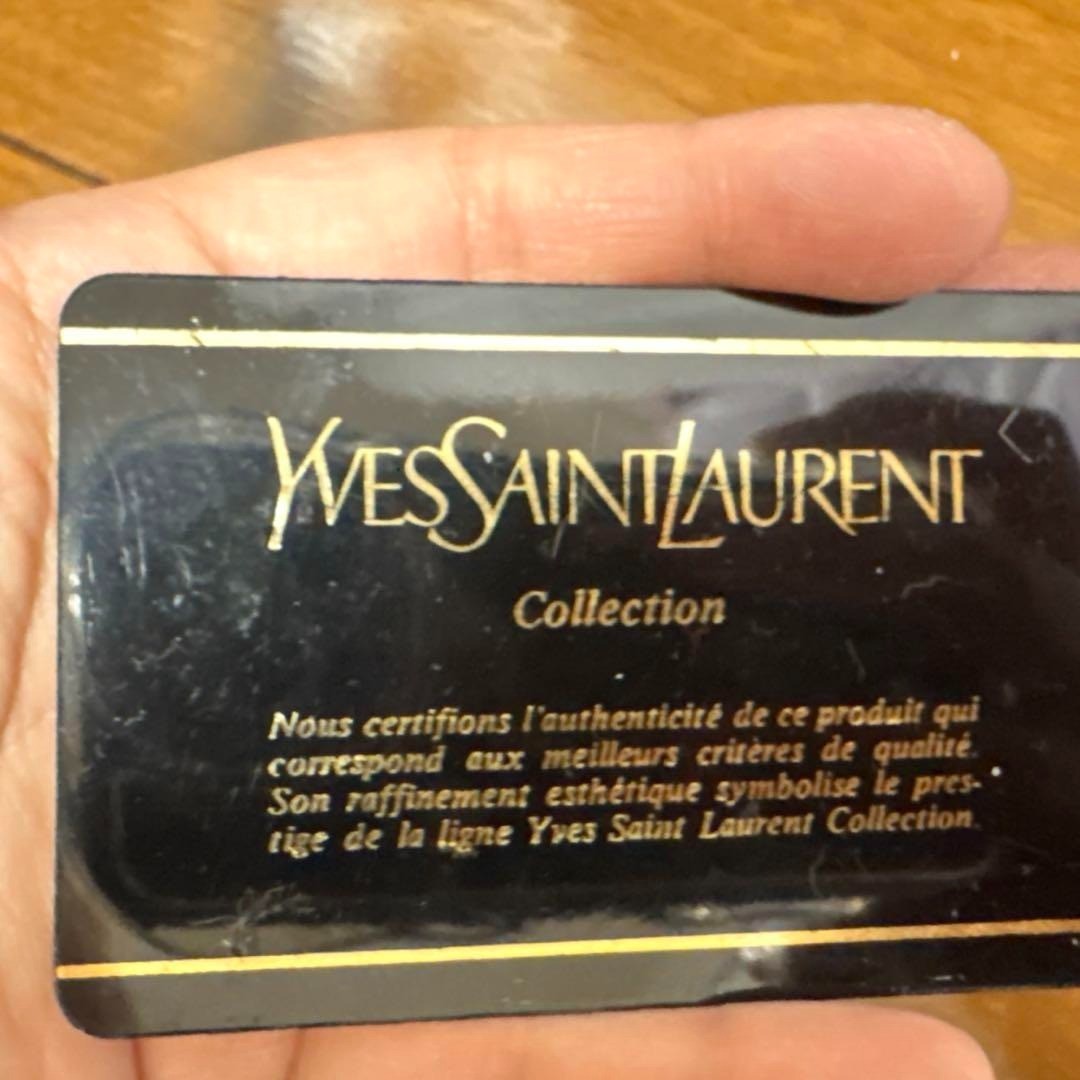 YVESSAINTLAURENT
Collection
Nous certifions l'authenticité de ce produit qui
correspond aux meilleurs critères de qualité.
Son raffinement esthétique symbolise le pres-
tige de la ligne Yves Saint Laurent Collection.